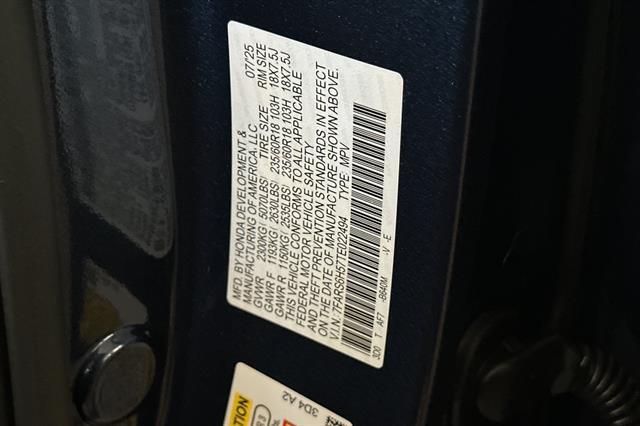 MFD. BY HONDA DEVELOPMENT & 07/25
MANUFACTURING OF AMERICA, LLC
GVWR 2300KG( 5070LBS) TIRE SIZE RIM SIZE
GAWR F 1193KG( 2630LBS) 235/60R18 103H 18X7.5J
GAWR R 1150KG( 2535LBS) 235/60R18 103H 18X7.5J
THIS VEHICLE CONFORMS TO ALL APPLICABLE
FEDERAL MOTOR VEHICLE SAFETY
AND THEFT PREVENTION STANDARDS IN EFFECT
ON THE DATE OF MANUFACTURE SHOWN ABOVE.
V.I.N.:7FARS6H57TE022494 TYPE: MPV
3D0 T AF7 -B640M -V -E
3D4 A2